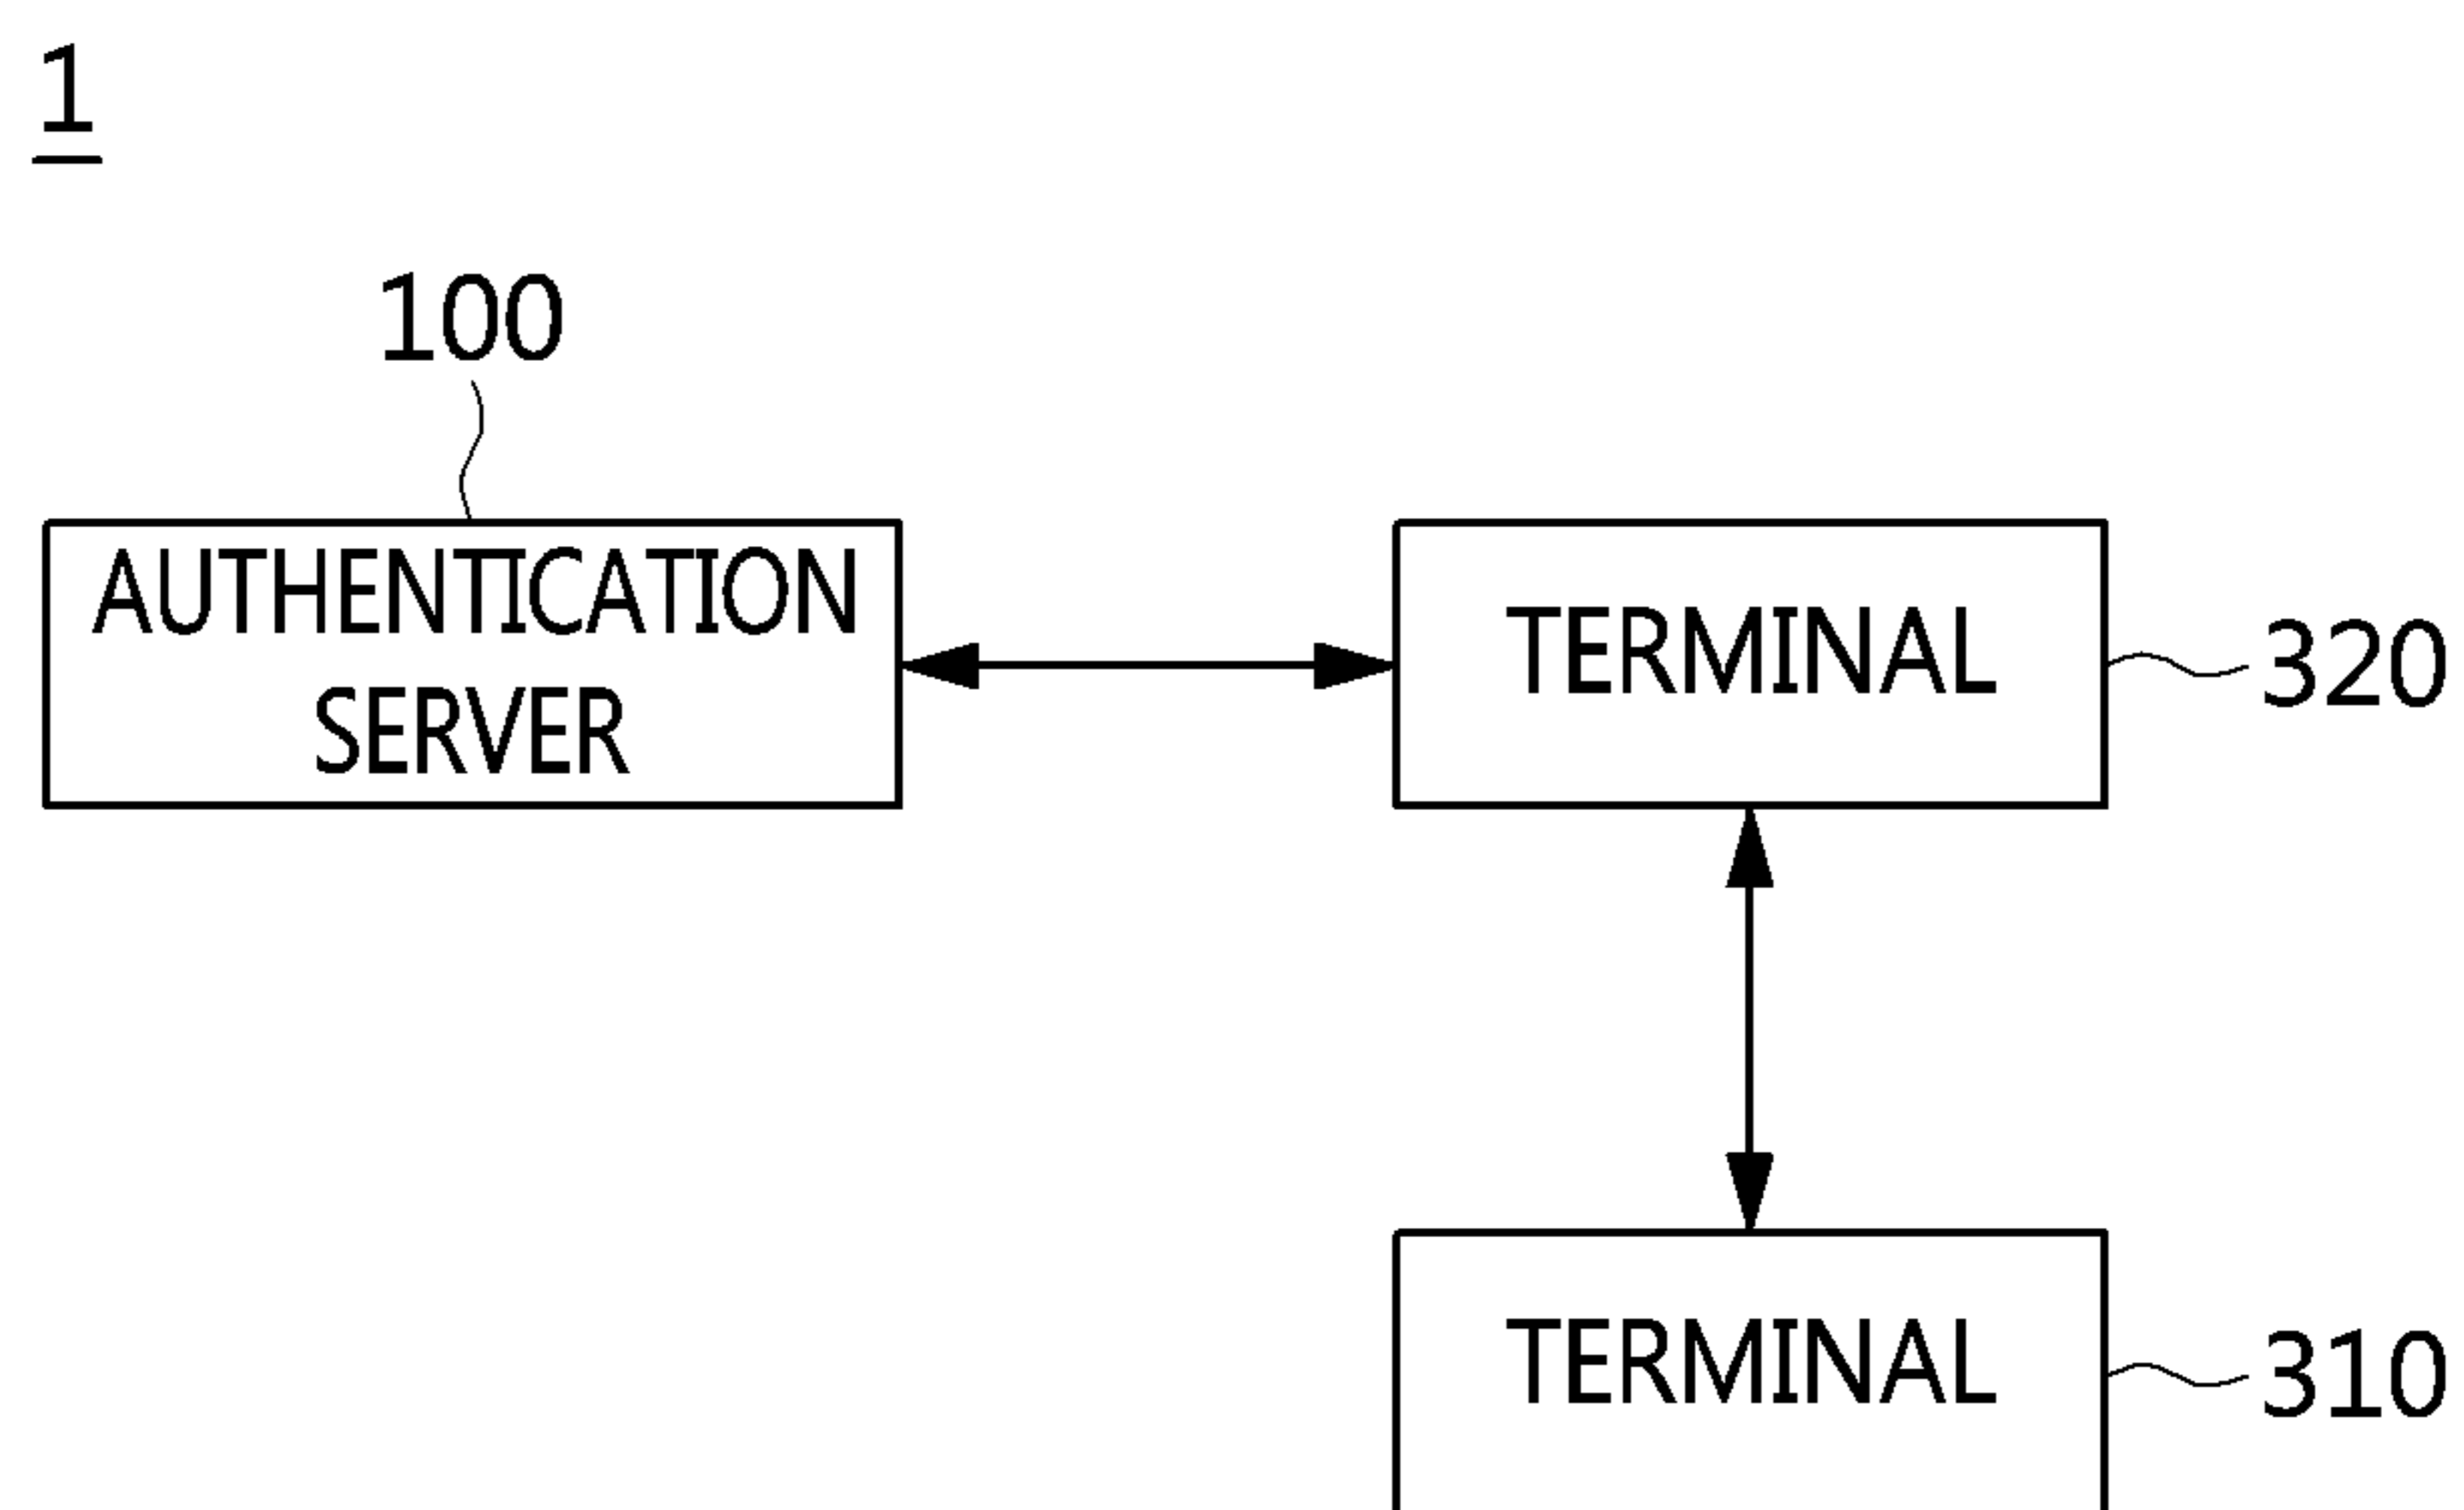 1
100
AUTHENTICATION
SERVER
TERMINAL
320
TERMINAL
310